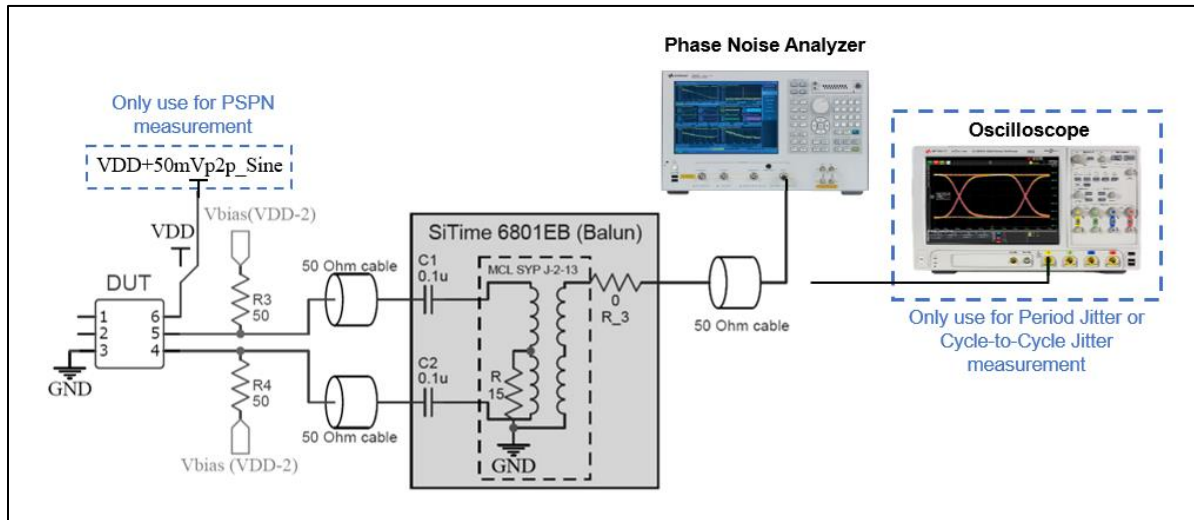 Phase Noise Analyzer
Only use for PSPN
measurement
Oscilloscope
VDD+50mVp2p_Sine
Vbias(VDD-2)
VDD
SiTime 6801EB (Balun)
50 Ohm cable
C1
0.1u
MCL SYP J-2-13
DUT
R3
50
0
R_3
50 Ohm cable
1
2
3
6
5
4
GND
R4
50
C2
0.1u
R
15
50 Ohm cable
GND
Vbias (VDD-2)
Only use for Period Jitter or
Cycle-to-Cycle Jitter
measurement